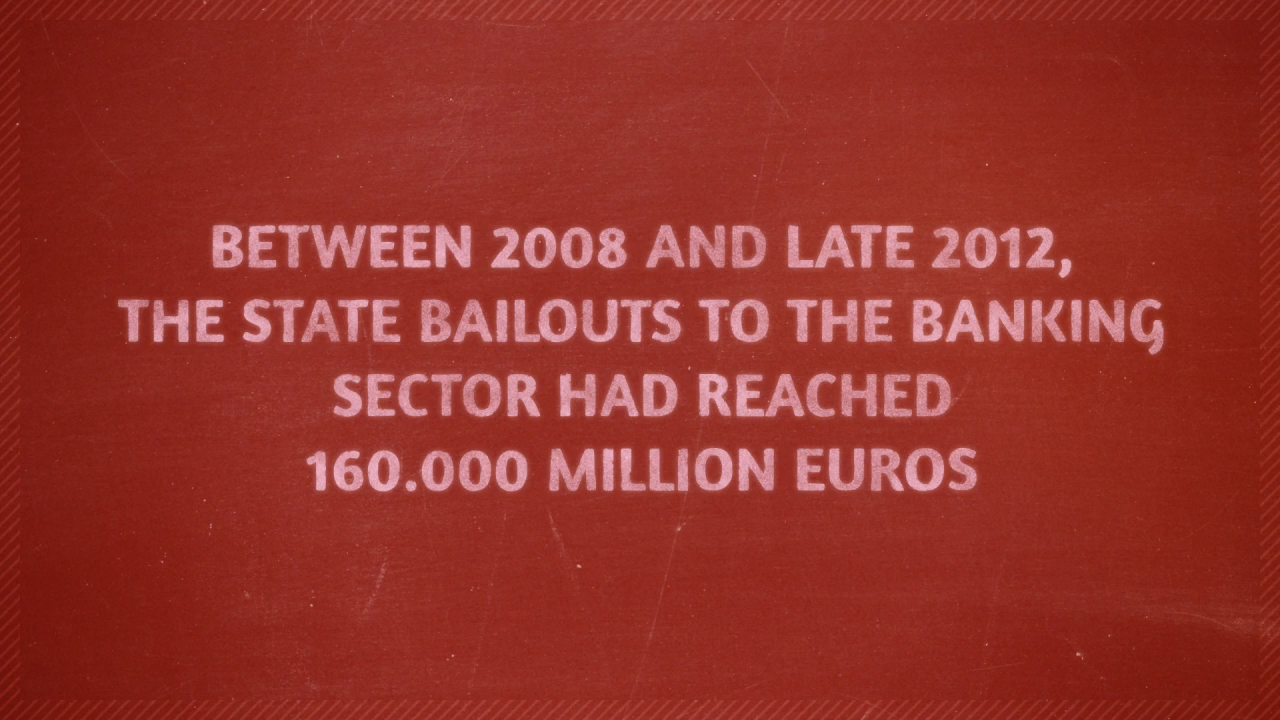 BETWEEN 2008 AND LATE 2012,
THE STATE BAILOUTS TO THE BANKING
SECTOR HAD REACHED
160.000 MILLION EUROS